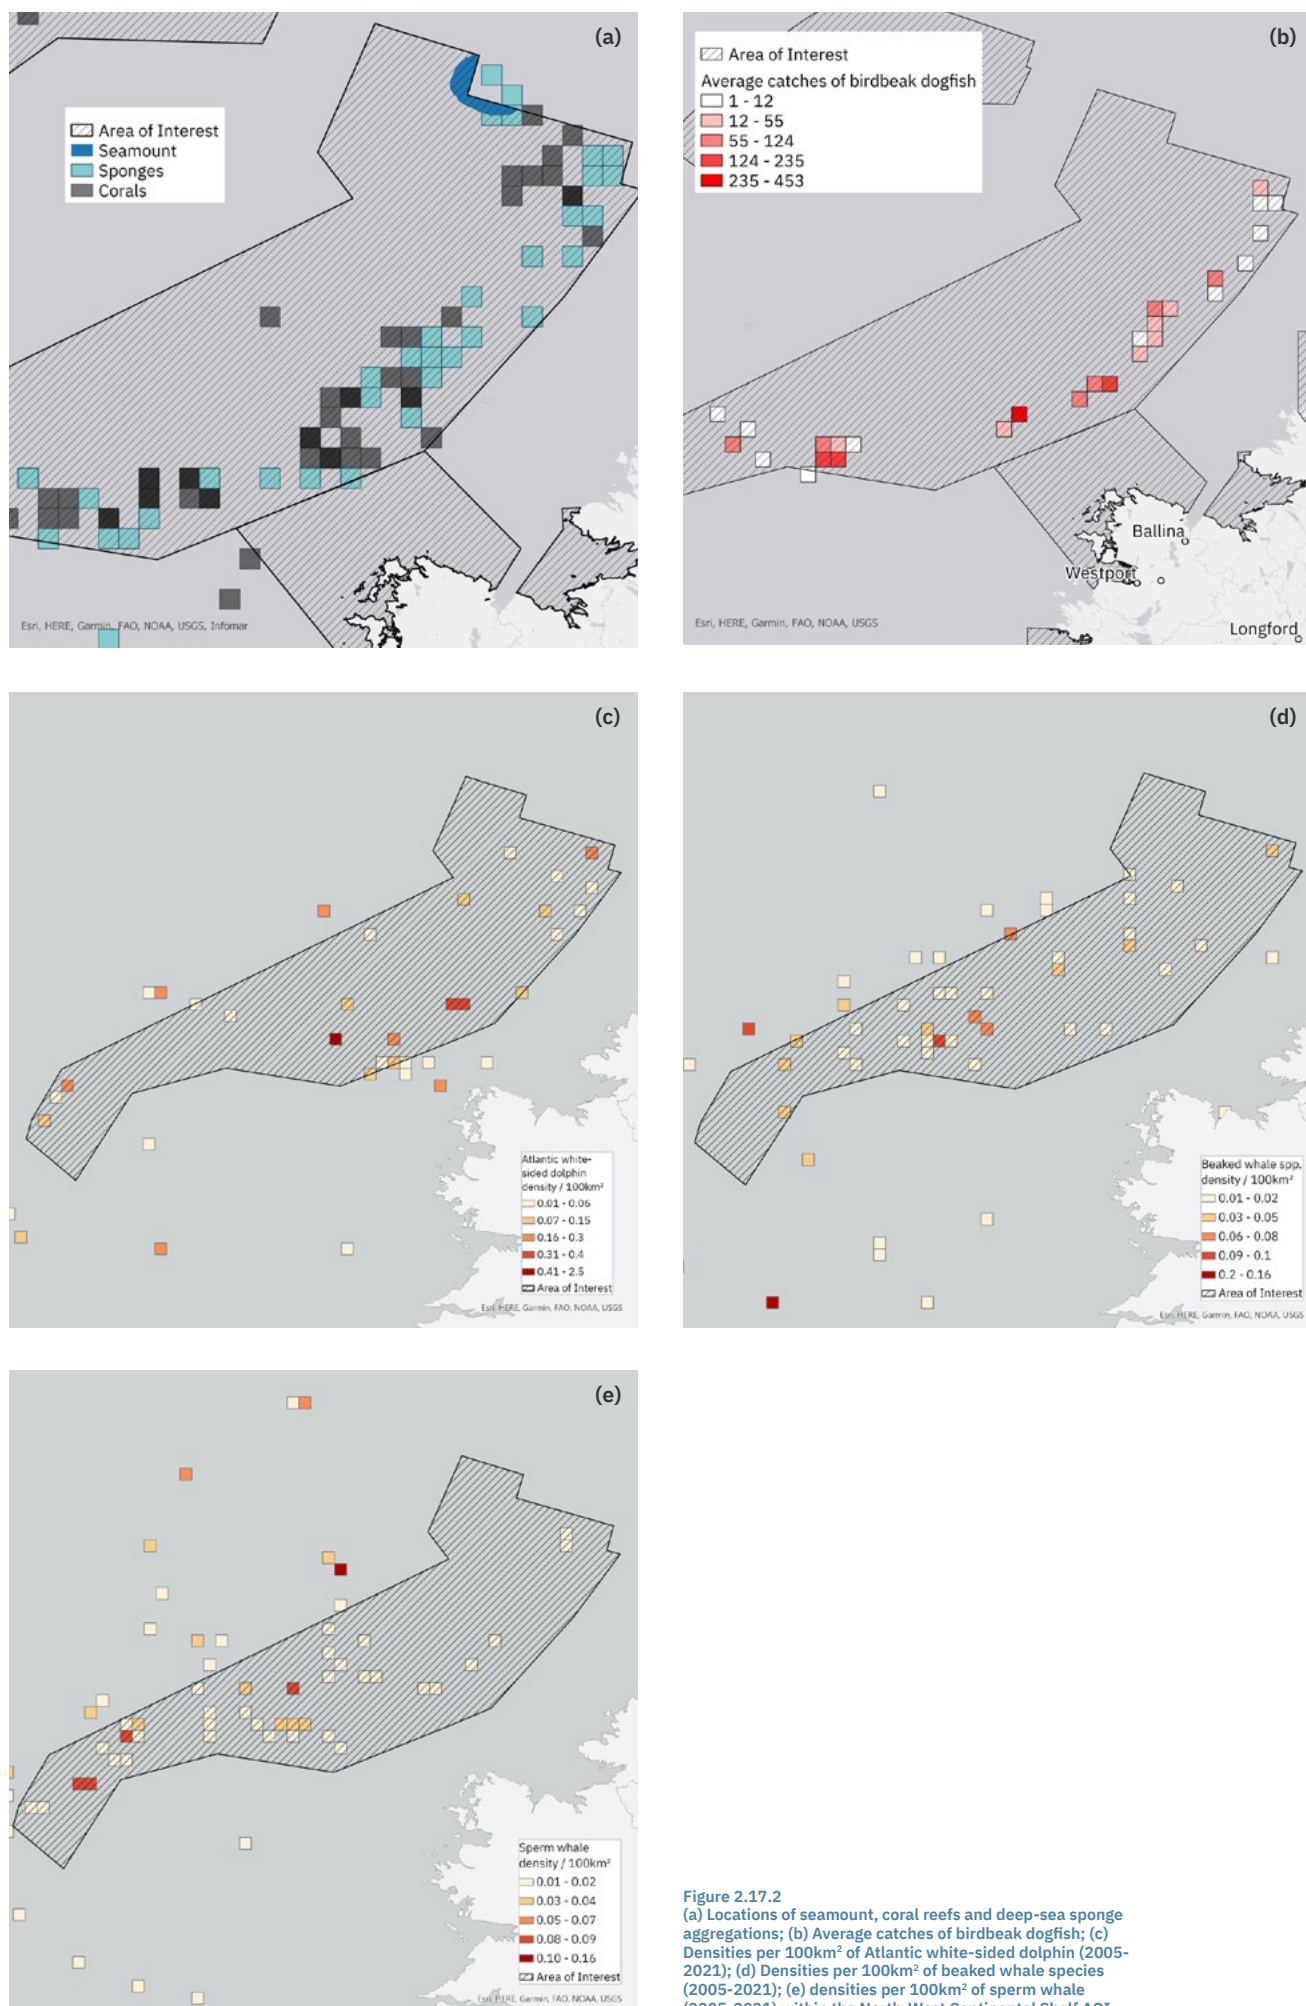 (a)
Area of Interest
Seamount
Sponges
Corals
Esri, HERE, Garmin, FAO, NOAA, USGS, Infomar
(b)
Area of Interest
Average catches of birdbeak dogfish
1 - 12
12 - 55
55 - 124
124 - 235
235 - 453
Ballina
Westport
Longford
Esri, HERE, Garmin, FAO, NOAA, USGS
(c)
Atlantic white-
sided dolphin
density / 100km²
0.01 - 0.06
0.07 - 0.15
0.16 - 0.3
0.31 - 0.4
0.41 - 2.5
Area of Interest
Esri, HERE, Garmin, FAO, NOAA, USGS
(d)
Beaked whale spp.
density / 100km²
0.01 - 0.02
0.03 - 0.05
0.06 - 0.08
0.09 - 0.1
0.2 - 0.16
Area of Interest
Esri, HERE, Garmin, FAO, NOAA, USGS
(e)
Sperm whale
density / 100km²
0.01 - 0.02
0.03 - 0.04
0.05 - 0.07
0.08 - 0.09
0.10 - 0.16
Area of Interest
Esri, HERE, Garmin, FAO, NOAA, USGS
Figure 2.17.2
(a) Locations of seamount, coral reefs and deep-sea sponge
aggregations; (b) Average catches of birdbeak dogfish; (c)
Densities per 100km² of Atlantic white-sided dolphin (2005-
2021); (d) Densities per 100km² of beaked whale species
(2005-2021); (e) densities per 100km² of sperm whale
(2005-2021) within the North-West Continental Shelf AOI